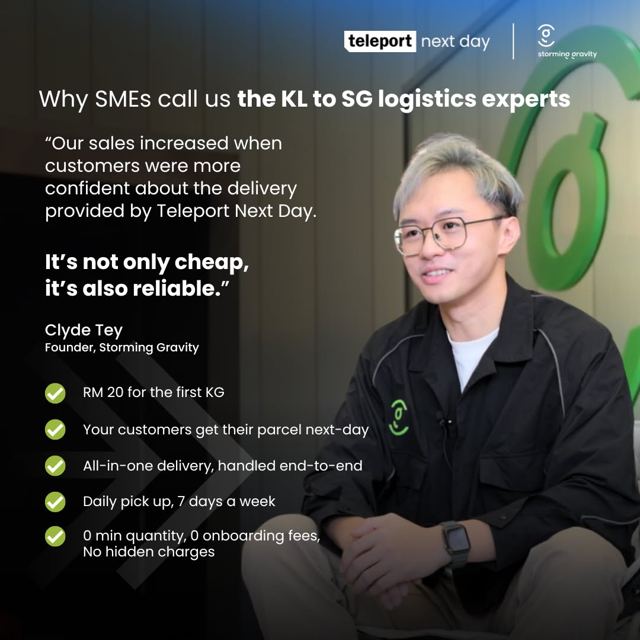 teleport next day
storming gravity
Why SMEs call us the KL to SG logistics experts
“Our sales increased when
customers were more
confident about the delivery
provided by Teleport Next Day.
It’s not only cheap,
it’s also reliable.”
Clyde Tey
Founder, Storming Gravity
RM 20 for the first KG
Your customers get their parcel next-day
All-in-one delivery, handled end-to-end
Daily pick up, 7 days a week
0 min quantity, 0 onboarding fees,
No hidden charges